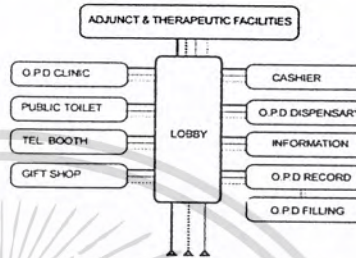 ADJUNCT & THERAPEUTIC FACILITIES
O.P.D CLINIC
PUBLIC TOILET
TEL. BOOTH
GIFT SHOP
LOBBY
CASHIER
O.P.D DISPENSARY
INFORMATION
O.P.D RECORD
O.P.D FILLING